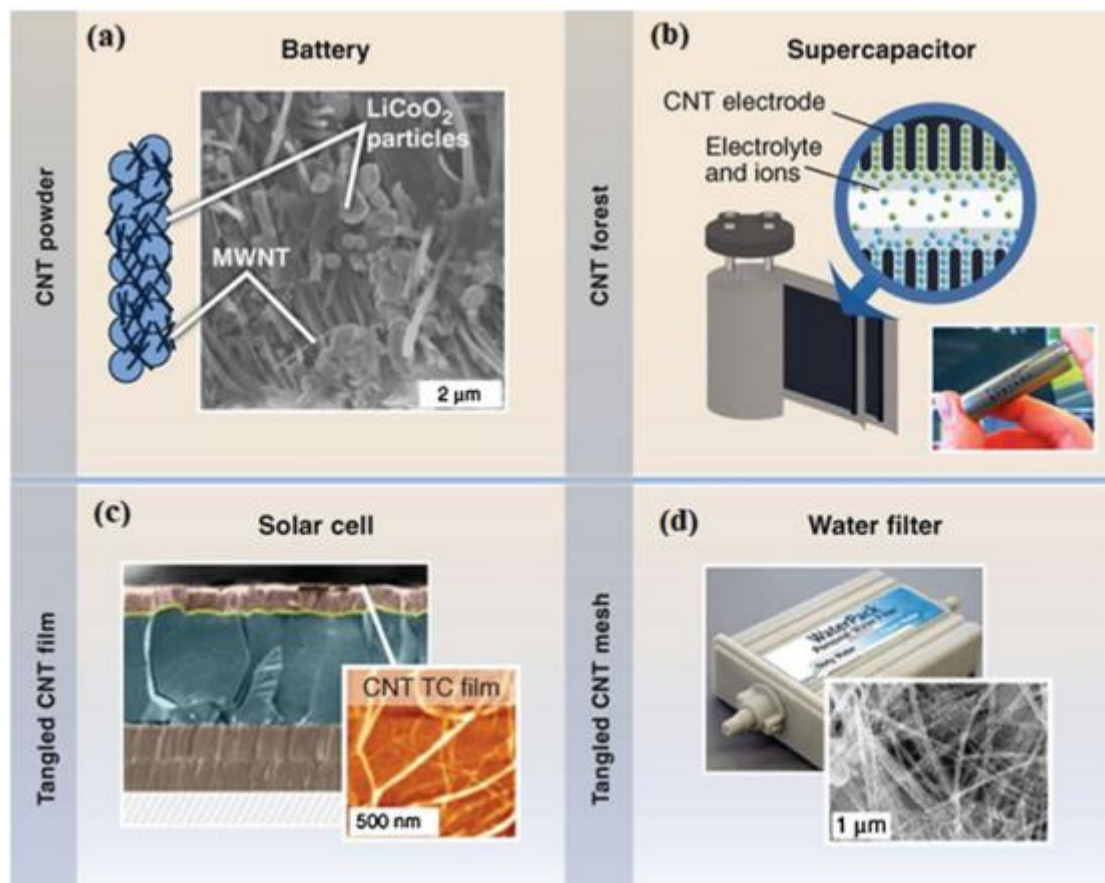 (a)
Battery
CNT powder
LiCoO₂
particles
MWNT
2 μm
(b)
Supercapacitor
CNT forest
CNT electrode
Electrolyte
and ions
(c)
Solar cell
Tangled CNT film
CNT TC film
500 nm
(d)
Water filter
Tangled CNT mesh
WaterPack
1 μm